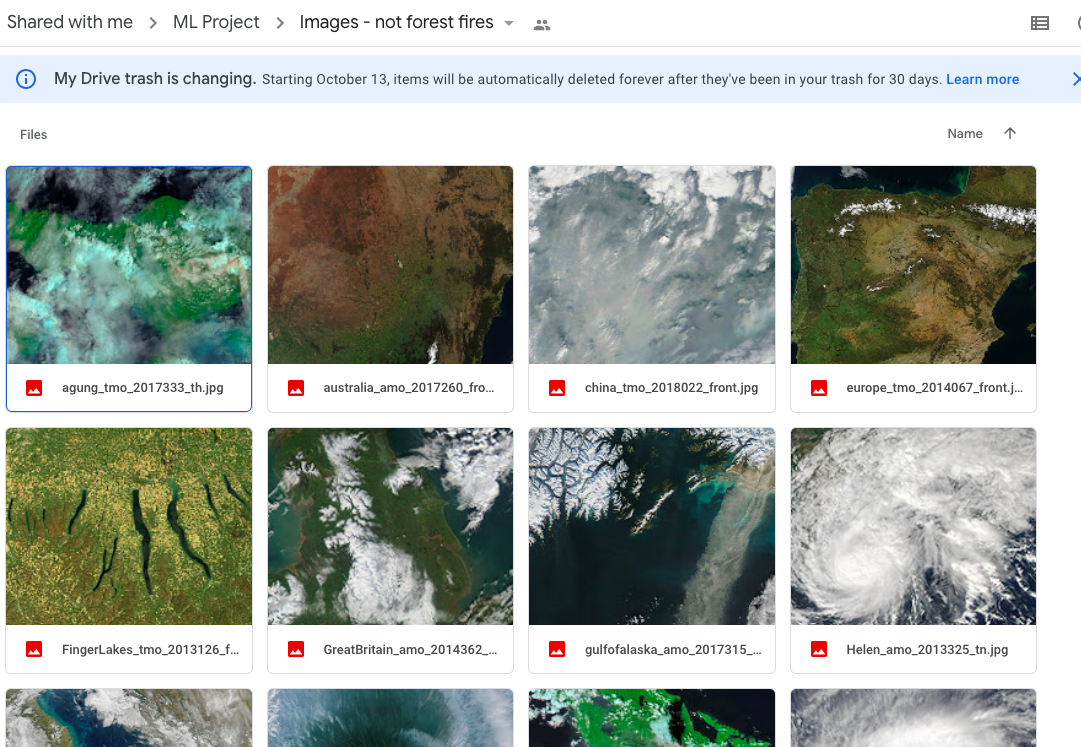 Shared with me > ML Project > Images - not forest fires
My Drive trash is changing. Starting October 13, items will be automatically deleted forever after they've been in your trash for 30 days. Learn more
Files
Name
agung_tmo_2017333_th.jpg
australia_amo_2017260_fro...
china_tmo_2018022_front.jpg
europe_tmo_2014067_front.j...
FingerLakes_tmo_2013126_f...
GreatBritain_amo_2014362_...
gulfofalaska_amo_2017315_...
Helen_amo_2013325_tn.jpg